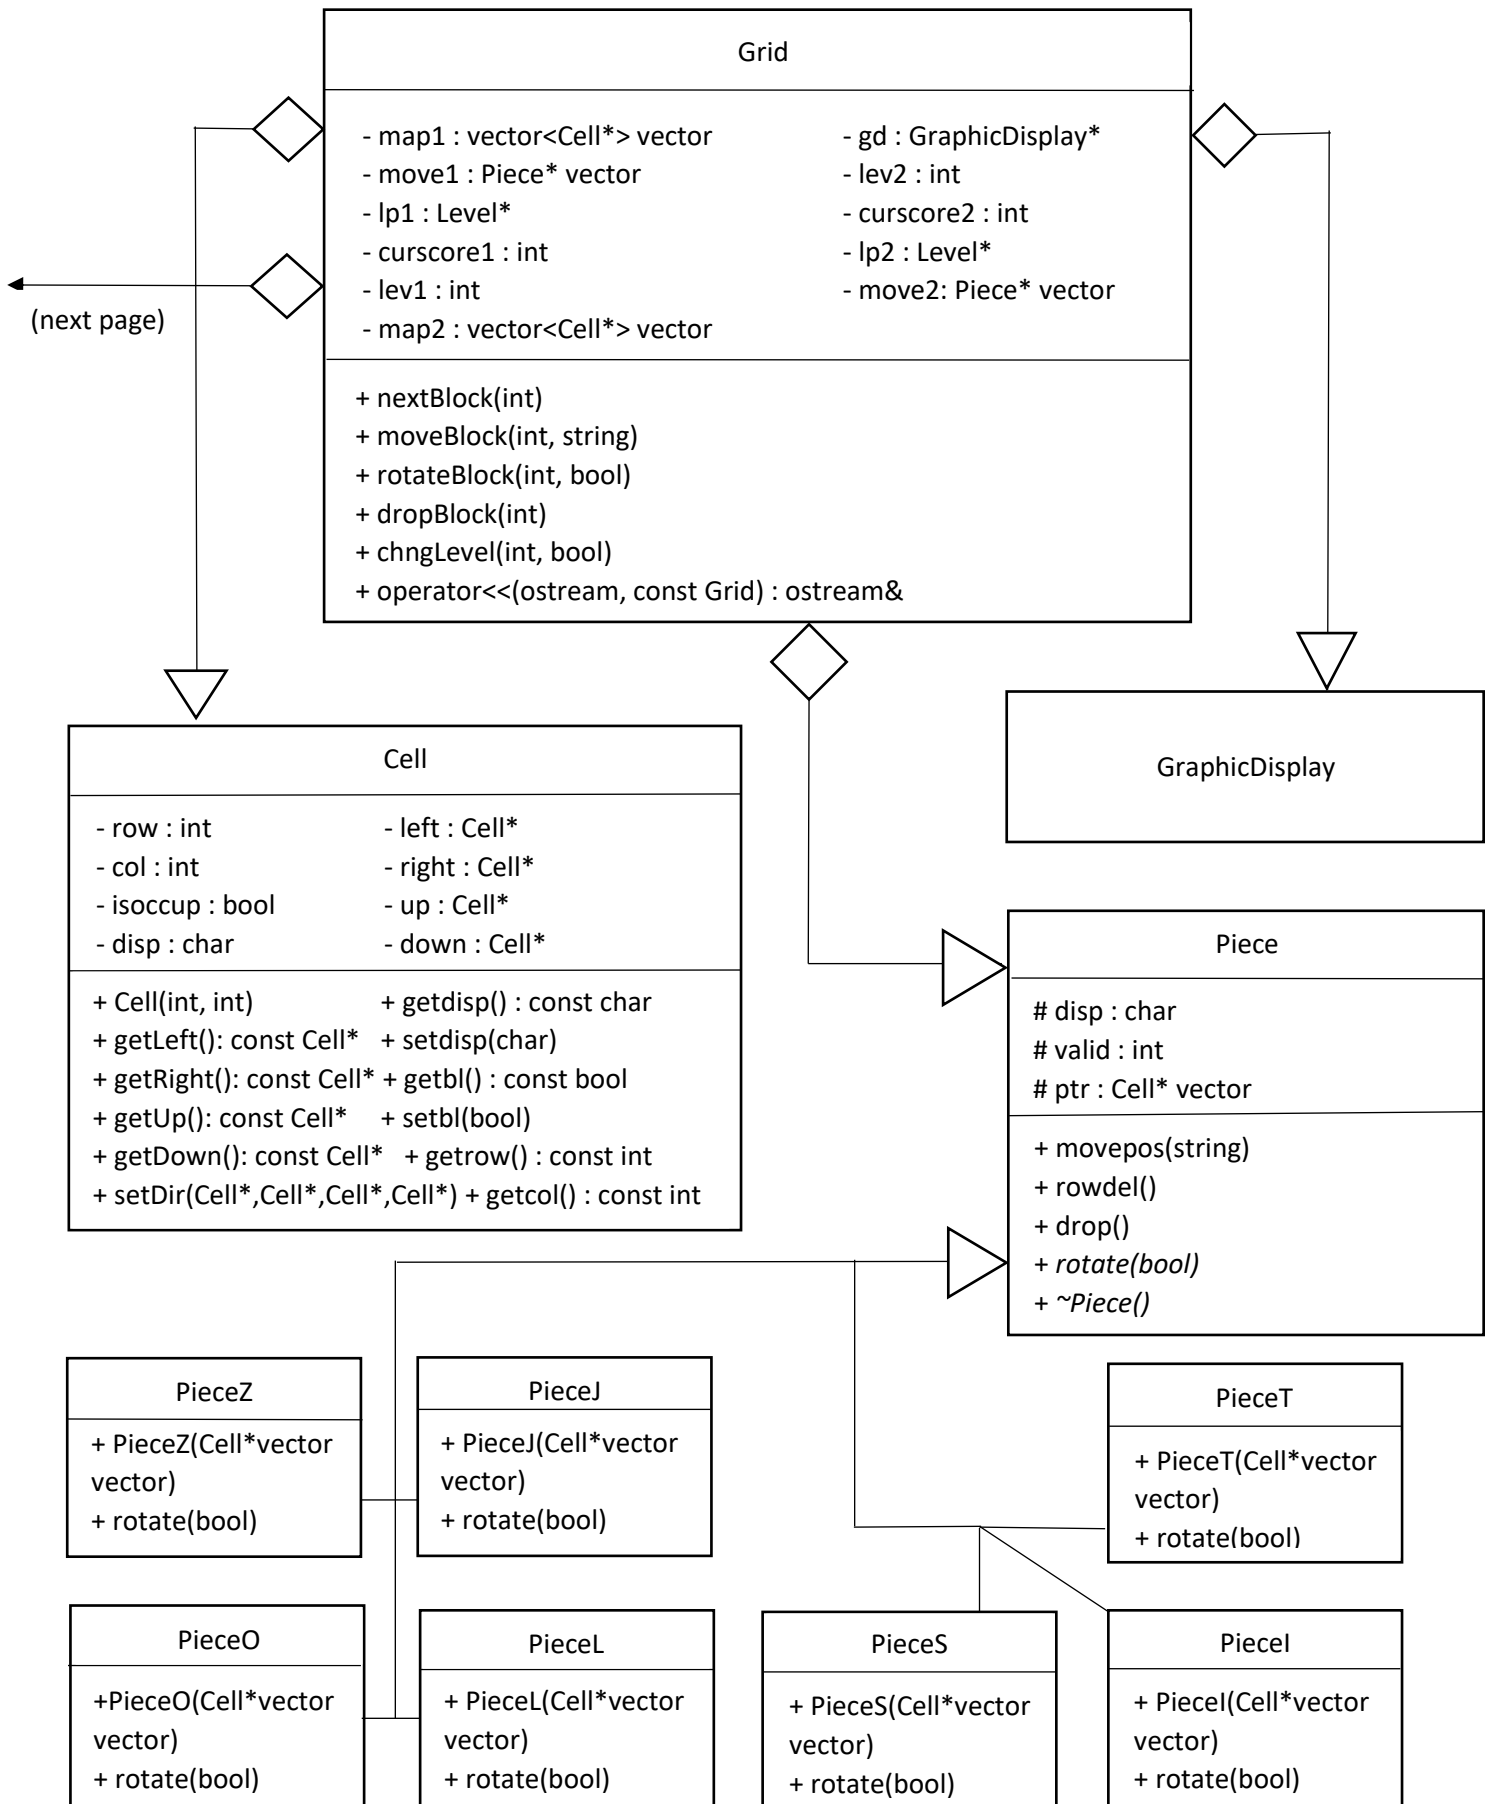 Grid
- map1 : vector<Cell*> vector
- move1 : Piece* vector
- lp1 : Level*
- curscore1 : int
- lev1 : int
- map2 : vector<Cell*> vector
- gd : GraphicDisplay*
- lev2 : int
- curscore2 : int
- lp2 : Level*
- move2: Piece* vector
(next page)
+ nextBlock(int)
+ moveBlock(int, string)
+ rotateBlock(int, bool)
+ dropBlock(int)
+ chngLevel(int, bool)
+ operator<<(ostream, const Grid) : ostream&
Cell
- row : int
- col : int
- isoccup : bool
- disp : char
- left : Cell*
- right : Cell*
- up : Cell*
- down : Cell*
+ Cell(int, int) + getdisp() : const char
+ getLeft(): const Cell* + setdisp(char)
+ getRight(): const Cell* + getbl() : const bool
+ getUp(): const Cell* + setbl(bool)
+ getDown(): const Cell* + getrow() : const int
+ setDir(Cell*,Cell*,Cell*,Cell*) + getcol() : const int
GraphicDisplay
Piece
# disp : char
# valid : int
# ptr : Cell* vector
+ movepos(string)
+ rowdel()
+ drop()
+ rotate(bool)
+ ~Piece()
PieceZ
+ PieceZ(Cell*vector
vector)
+ rotate(bool)
PieceJ
+ PieceJ(Cell*vector
vector)
+ rotate(bool)
PieceT
+ PieceT(Cell*vector
vector)
+ rotate(bool)
PieceO
+PieceO(Cell*vector
vector)
+ rotate(bool)
PieceL
+ PieceL(Cell*vector
vector)
+ rotate(bool)
PieceS
+ PieceS(Cell*vector
vector)
+ rotate(bool)
PieceI
+ PieceI(Cell*vector
vector)
+ rotate(bool)